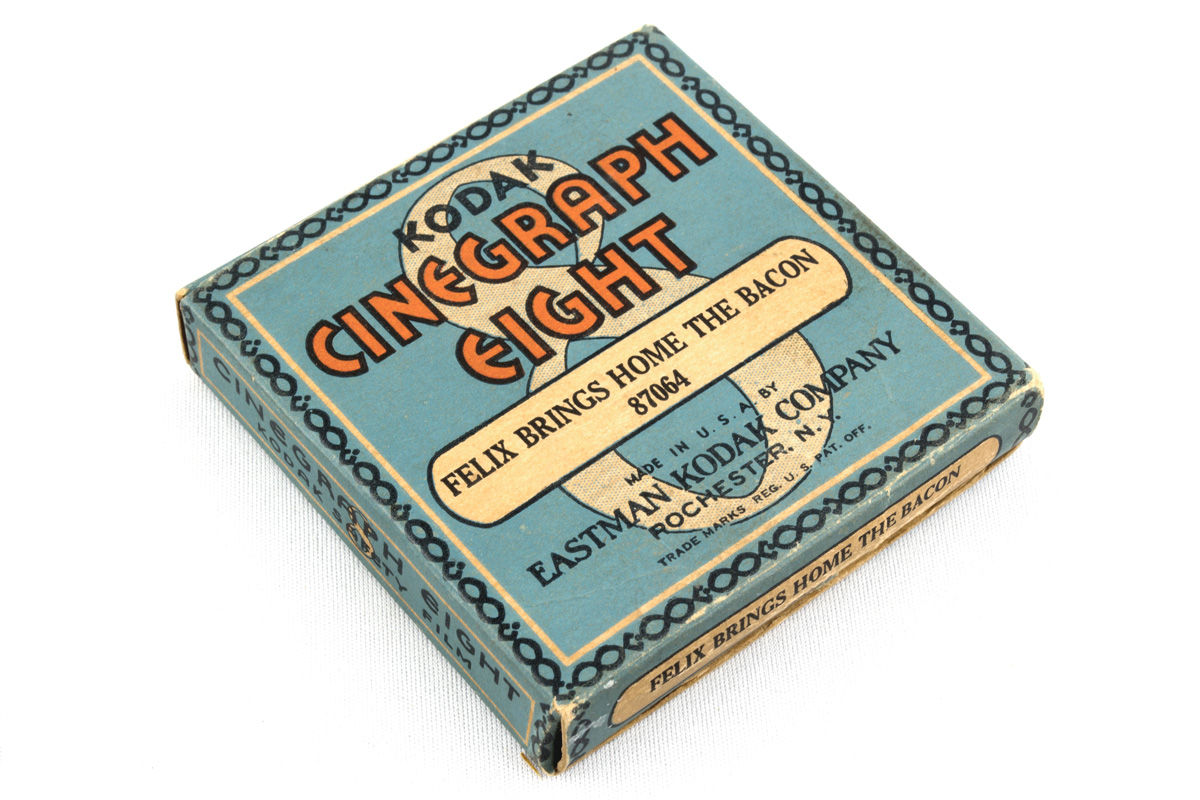 KODAK
CINEGRAPH
EIGHT
FELIX BRINGS HOME THE BACON
87064
MADE IN U. S. A. BY
EASTMAN KODAK COMPANY
ROCHESTER, N. Y.
TRADE MARKS REG. U. S. PAT. OFF.
CINEGRAPH EIGHT
KODAK SAFETY FILM
FELIX BRINGS HOME THE BACON